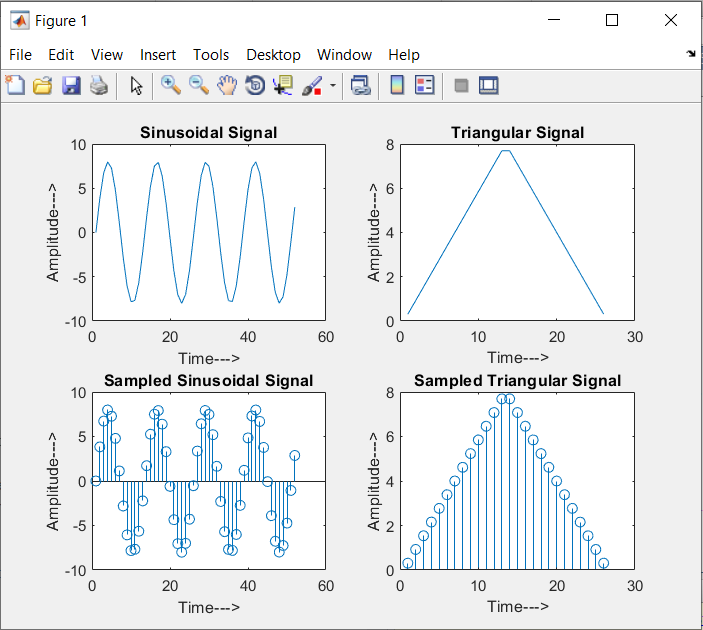 Figure 1
File Edit View Insert Tools Desktop Window Help
Sinusoidal Signal
10
5
0
-5
-10
Amplitude--->
0 20 40 60
Time--->
Triangular Signal
8
6
4
2
0
Amplitude--->
0 10 20 30
Time--->
Sampled Sinusoidal Signal
10
5
0
-5
-10
Amplitude--->
0 20 40 60
Time--->
Sampled Triangular Signal
8
6
4
2
0
Amplitude--->
0 10 20 30
Time--->